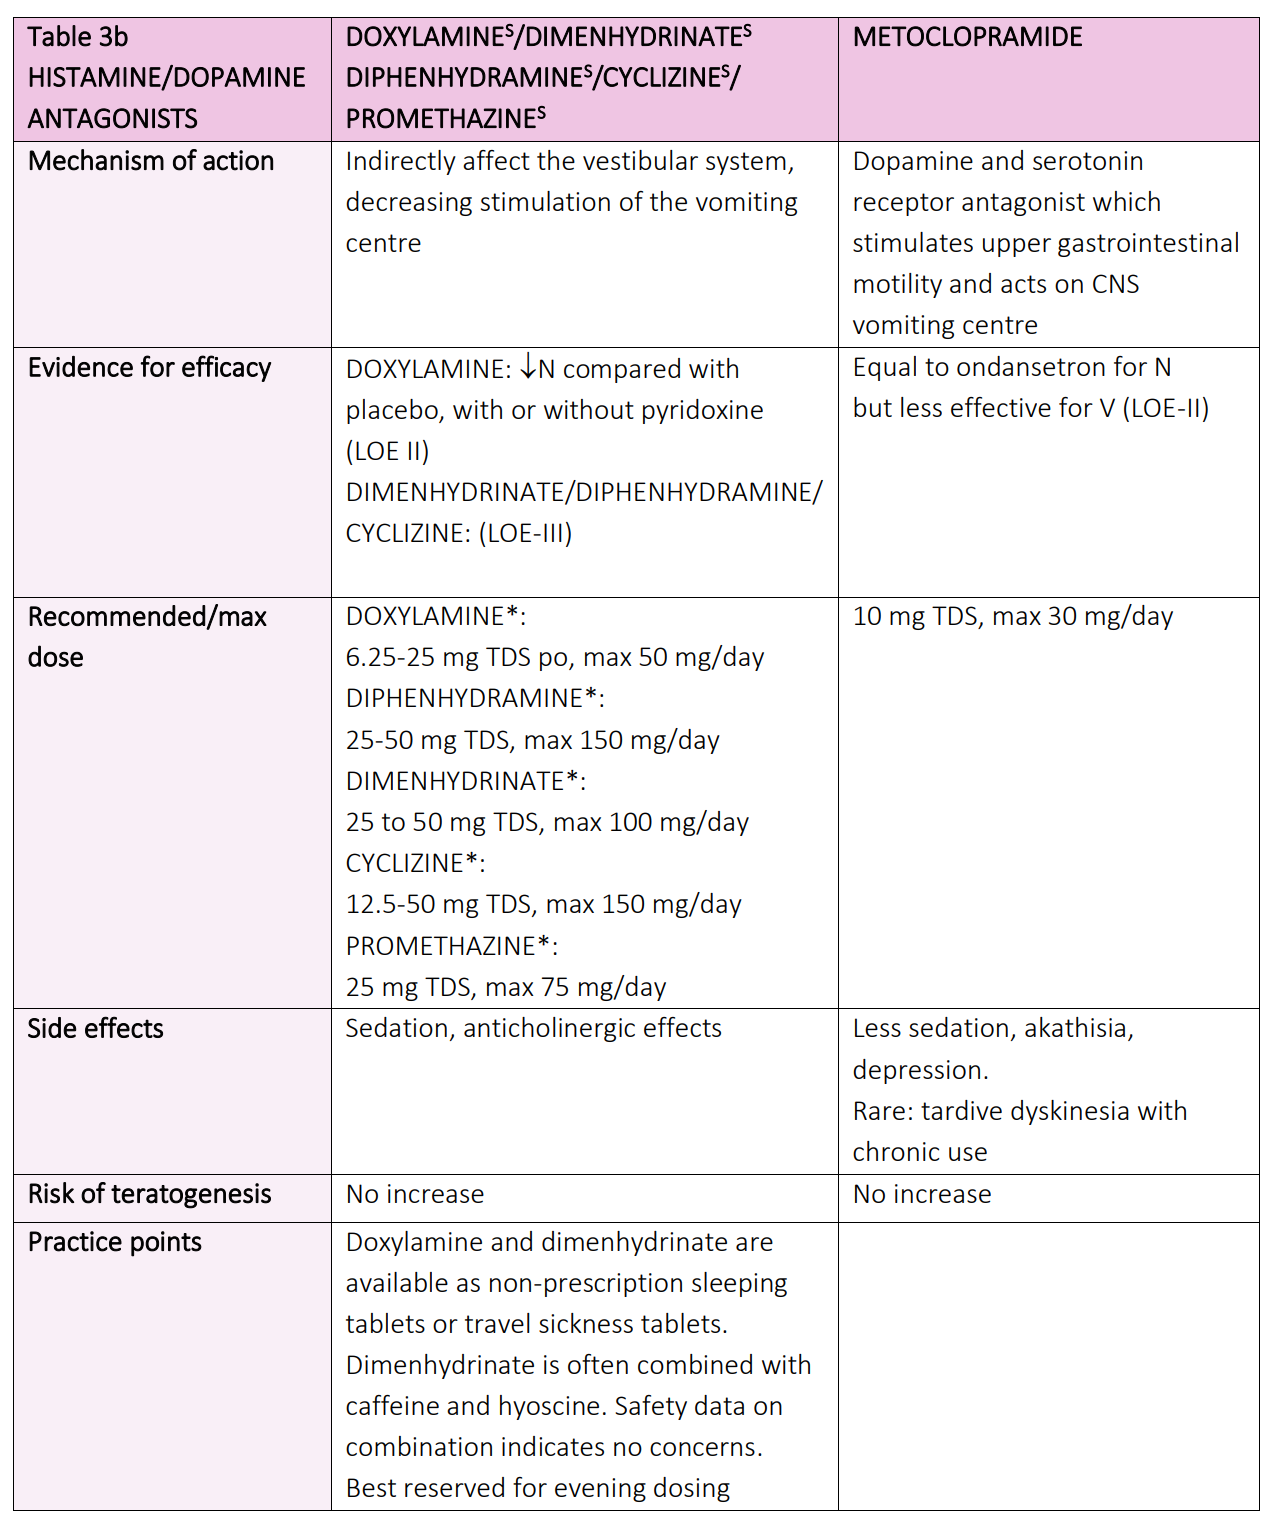 Table 3b
HISTAMINE/DOPAMINE
ANTAGONISTS
DOXYLAMINEˢ/DIMENHYDRINATEˢ
DIPHENHYDRAMINEˢ/CYCLIZINEˢ/
PROMETHAZINEˢ
METOCLOPRAMIDE
Mechanism of action
Indirectly affect the vestibular system,
decreasing stimulation of the vomiting
centre
Dopamine and serotonin
receptor antagonist which
stimulates upper gastrointestinal
motility and acts on CNS
vomiting centre
Evidence for efficacy
DOXYLAMINE: ↓N compared with
placebo, with or without pyridoxine
(LOE II)
DIMENHYDRINATE/DIPHENHYDRAMINE/
CYCLIZINE: (LOE-III)
Equal to ondansetron for N
but less effective for V (LOE-II)
Recommended/max
dose
DOXYLAMINE*:
6.25-25 mg TDS po, max 50 mg/day
DIPHENHYDRAMINE*:
25-50 mg TDS, max 150 mg/day
DIMENHYDRINATE*:
25 to 50 mg TDS, max 100 mg/day
CYCLIZINE*:
12.5-50 mg TDS, max 150 mg/day
PROMETHAZINE*:
25 mg TDS, max 75 mg/day
10 mg TDS, max 30 mg/day
Side effects
Sedation, anticholinergic effects
Less sedation, akathisia,
depression.
Rare: tardive dyskinesia with
chronic use
Risk of teratogenesis
No increase
No increase
Practice points
Doxylamine and dimenhydrinate are
available as non-prescription sleeping
tablets or travel sickness tablets.
Dimenhydrinate is often combined with
caffeine and hyoscine. Safety data on
combination indicates no concerns.
Best reserved for evening dosing